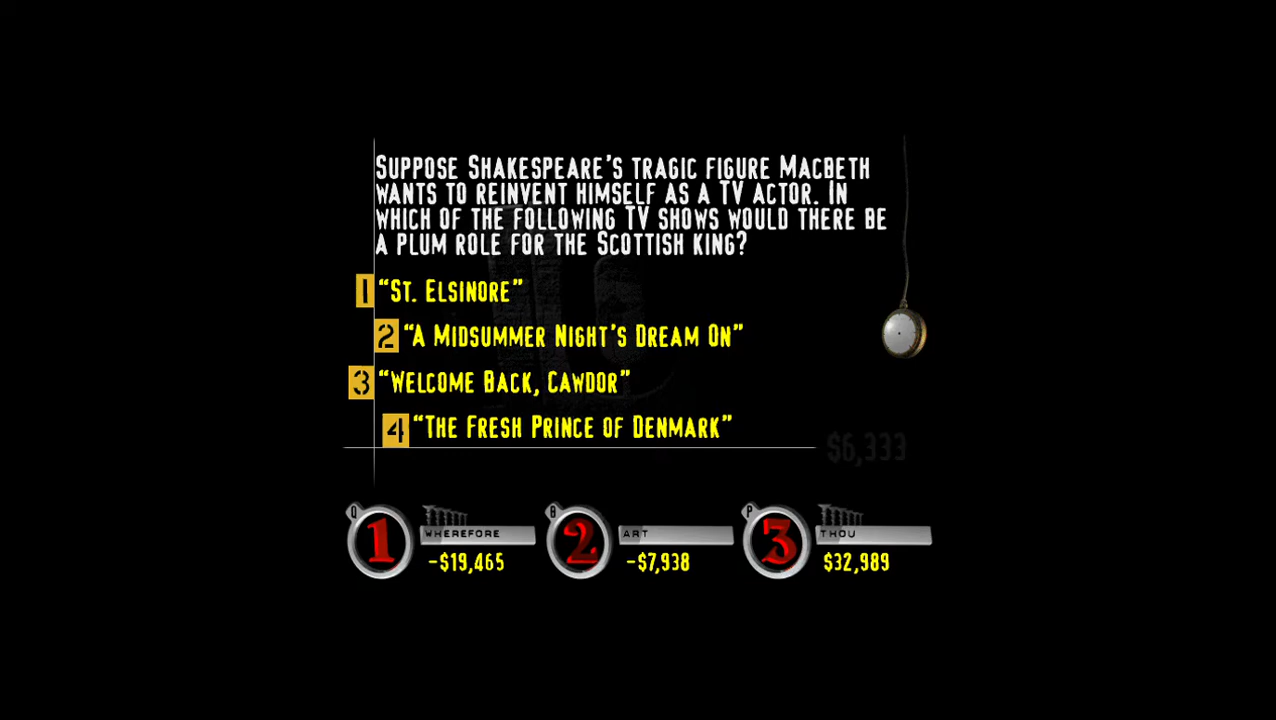 Suppose Shakespeare's tragic figure Macbeth
wants to reinvent himself as a TV actor. In
which of the following TV shows would there be
a plum role for the Scottish king?
1 "St. Elsinore"
2 "A Midsummer Night's Dream On"
3 "Welcome Back, Cawdor"
4 "The Fresh Prince of Denmark"
$6,333
Q 1 WHEREFORE B 2 ART P 3 THOU
-$19,465 -$7,938 $32,989